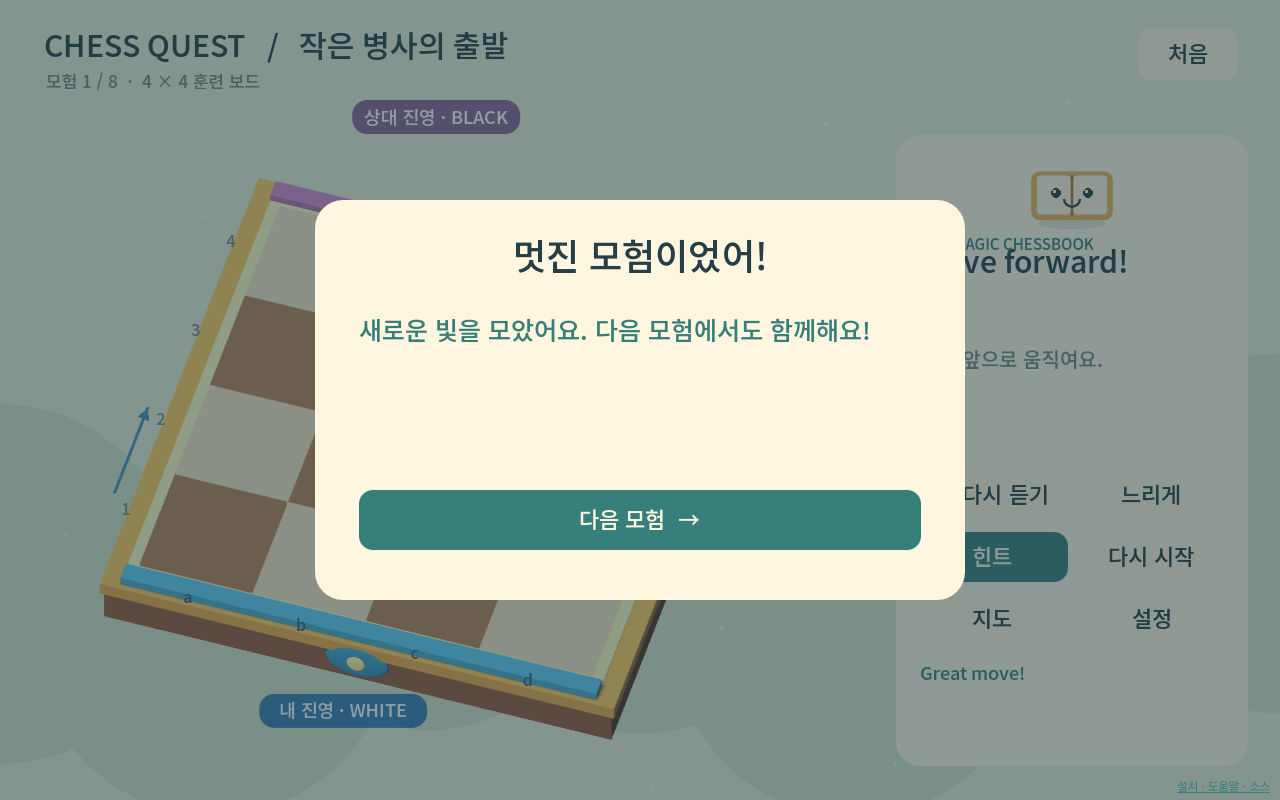 CHESS QUEST / 작은 병사의 출발
모험 1 / 8 · 4 × 4 훈련 보드
처음
상대 진영 · BLACK
4
3
2
1
a
b
c
d
내 진영 · WHITE
멋진 모험이었어!
새로운 빛을 모았어요. 다음 모험에서도 함께해요!
다음 모험 →
AGIC CHESSBOOK
ve forward!
앞으로 움직여요.
다시 듣기
느리게
힌트
다시 시작
지도
설정
Great move!
설치 · 도움말 · 소스